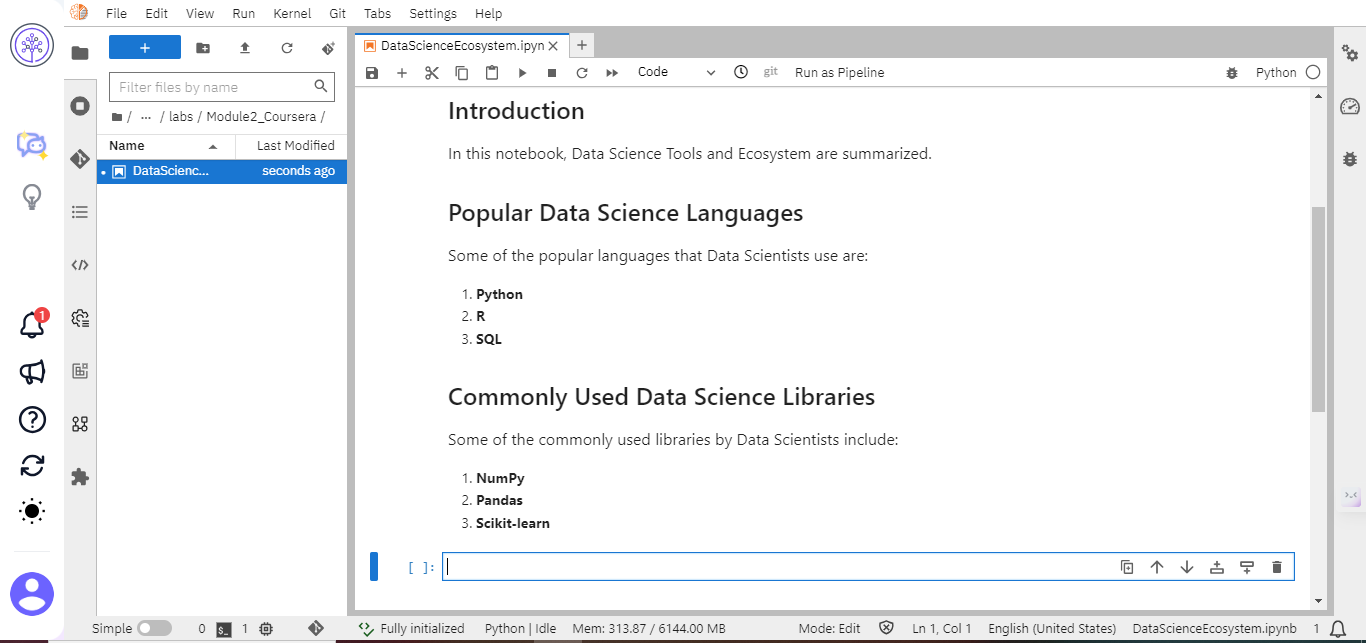 File Edit View Run Kernel Git Tabs Settings Help
+
DataScienceEcosystem.ipyn
Filter files by name
/ ... / labs / Module2_Coursera /
Name Last Modified
DataScienc... seconds ago
Code git Run as Pipeline Python
Introduction
In this notebook, Data Science Tools and Ecosystem are summarized.
Popular Data Science Languages
Some of the popular languages that Data Scientists use are:
1. Python
2. R
3. SQL
Commonly Used Data Science Libraries
Some of the commonly used libraries by Data Scientists include:
1. NumPy
2. Pandas
3. Scikit-learn
[ ]:
1
Simple 0 $_ 1 Fully initialized Python | Idle Mem: 313.87 / 6144.00 MB Mode: Edit Ln 1, Col 1 English (United States) DataScienceEcosystem.ipynb 1